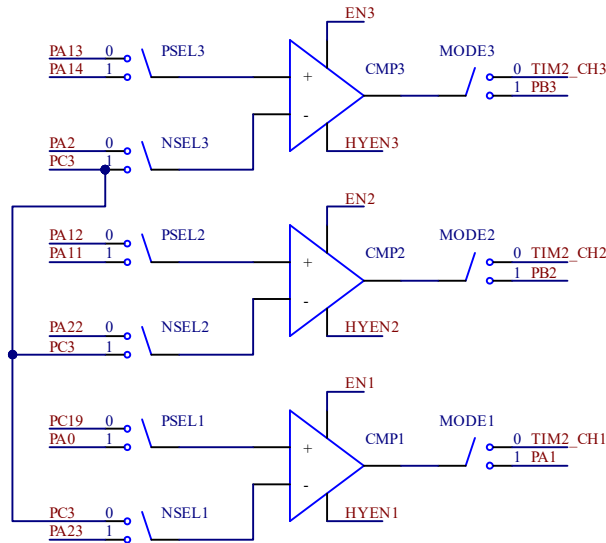 EN3
PA13 0 PSEL3 MODE3
PA14 1 + CMP3 0 TIM2_CH3
1 PB3
-
PA2 0 NSEL3 HYEN3
PC3 1
EN2
PA12 0 PSEL2 MODE2
PA11 1 + CMP2 0 TIM2_CH2
1 PB2
-
PA22 0 NSEL2 HYEN2
PC3 1
EN1
PC19 0 PSEL1 MODE1
PA0 1 + CMP1 0 TIM2_CH1
1 PA1
-
PC3 0 NSEL1 HYEN1
PA23 1